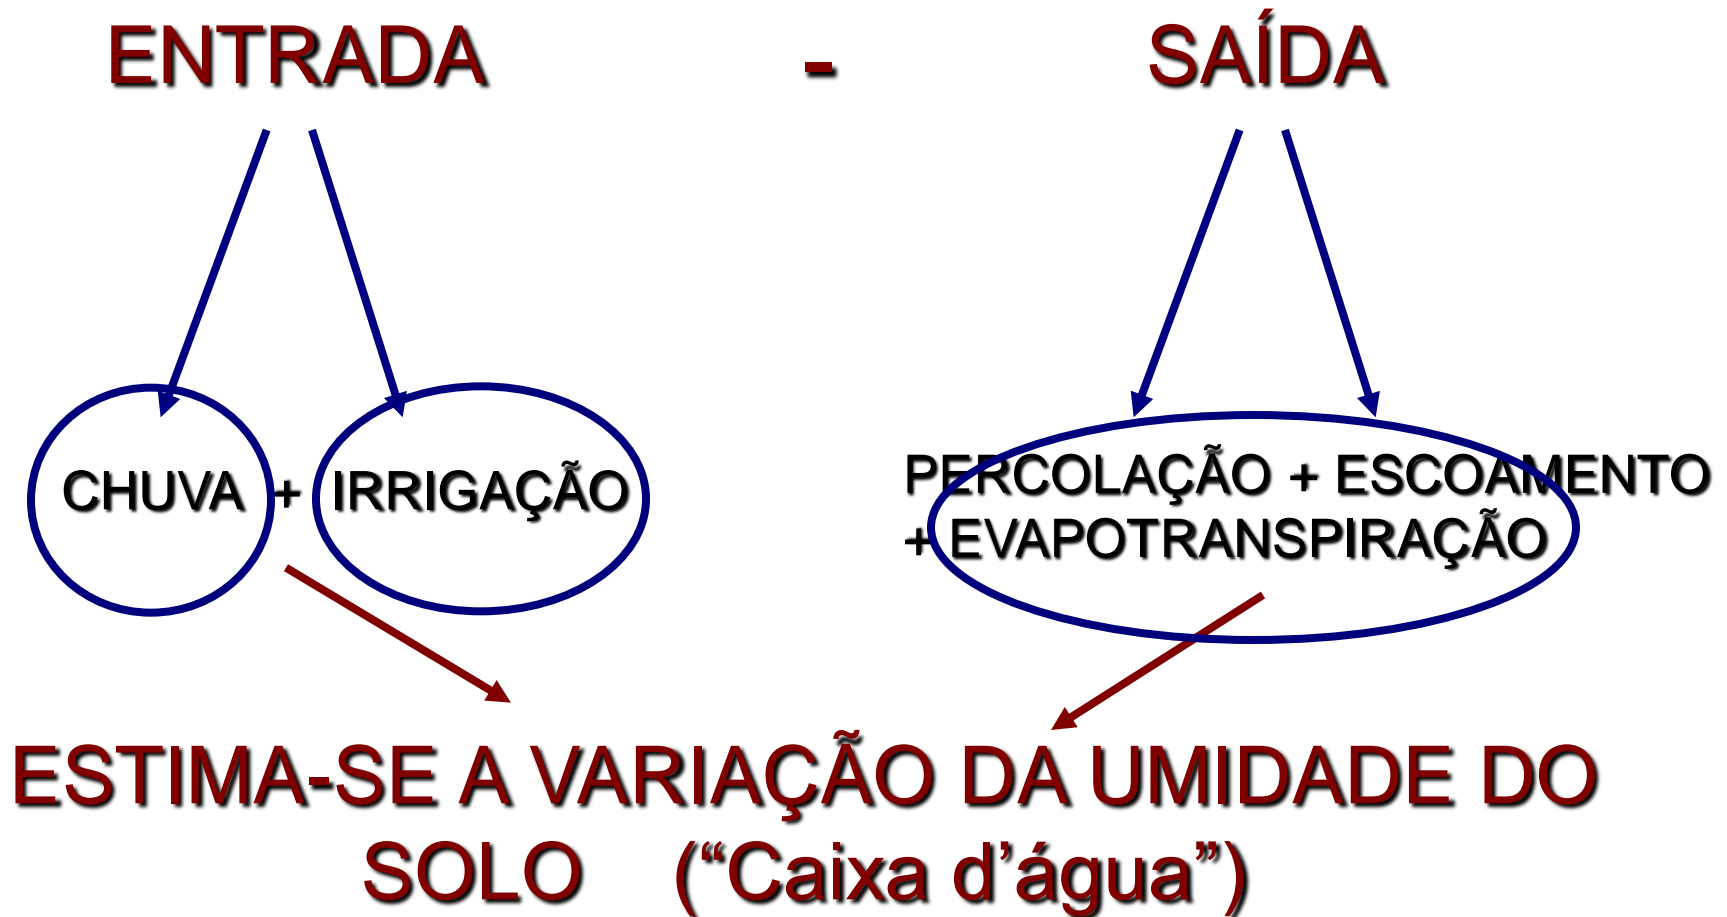 ENTRADA - SAÍDA
CHUVA + IRRIGAÇÃO
PERCOLAÇÃO + ESCOAMENTO
+ EVAPOTRANSPIRAÇÃO
ESTIMA-SE A VARIAÇÃO DA UMIDADE DO
SOLO (“Caixa d’água”)